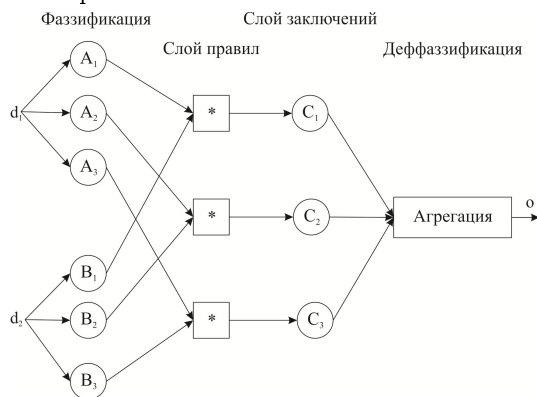 Фаззификация
Слой заключений
Слой правил
Деффаззификация
A₁
d₁
A₂
*
C₁
A₃
*
C₂
Агрегация
o
B₁
d₂
B₂
*
C₃
B₃